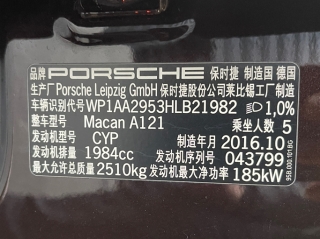 品牌 PORSCHE 保时捷 制造国 德国
生产厂 Porsche Leipzig GmbH 保时捷股份公司莱比锡工厂制造
车辆识别代号 WP1AA2953HLB21982 1,0%
整车型号 Macan A121 乘坐人数 5
发动机型号 CYP 制造年月 2016.10
发动机排量 1984cc 发动机序列号 043799
最大允许总质量 2510kg 发动机最大净功率 185kW